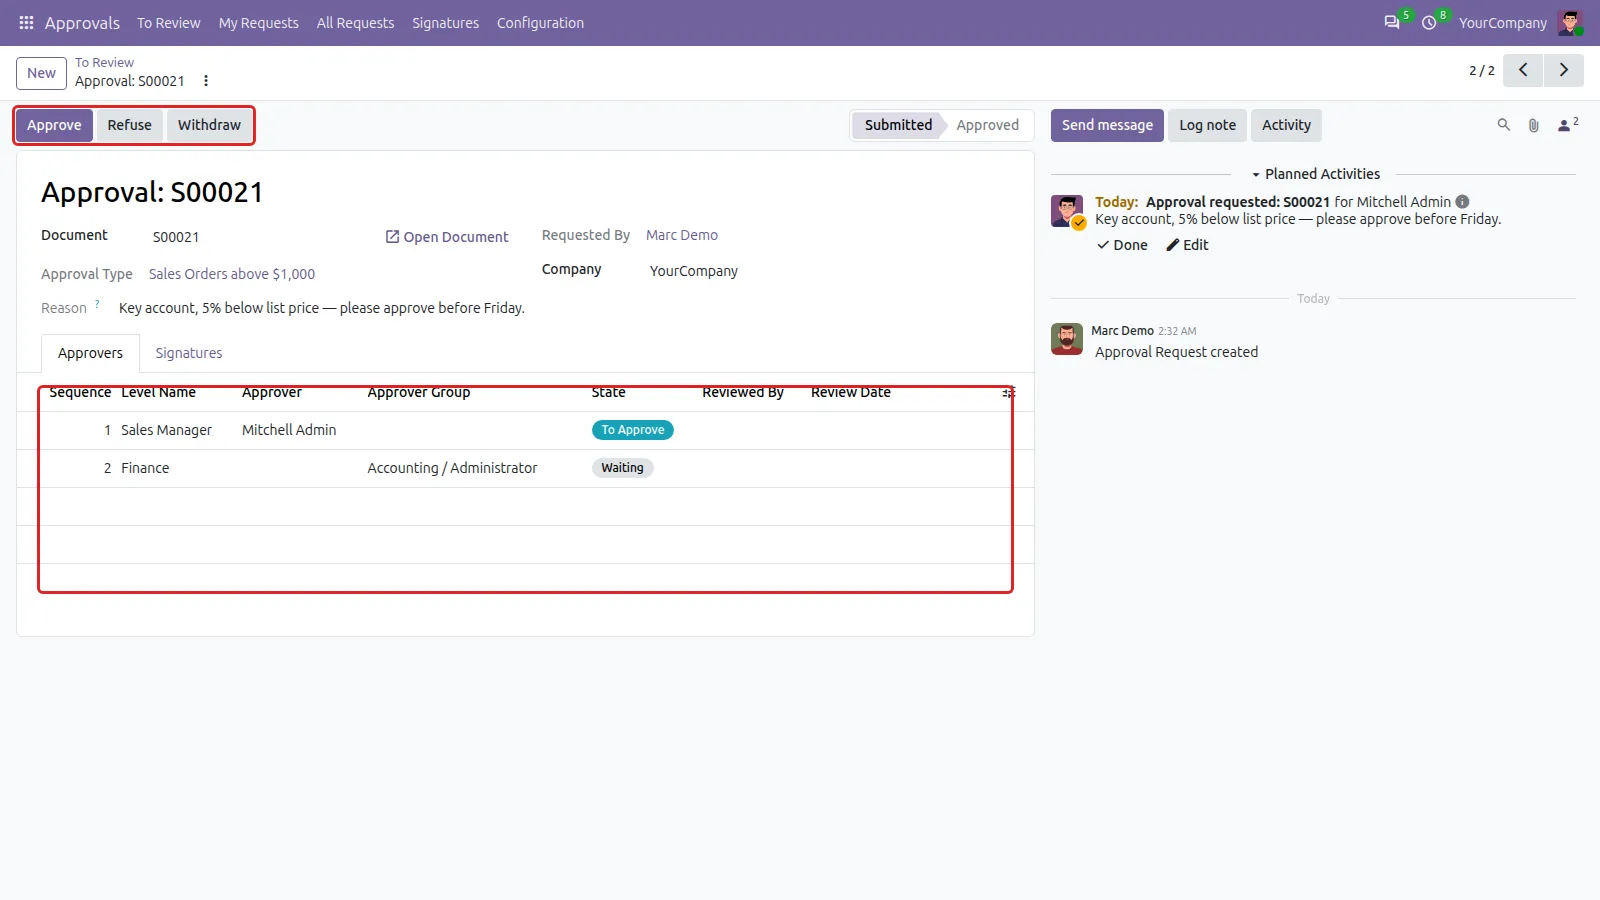 Approvals To Review My Requests All Requests Signatures Configuration 5 8 YourCompany
New To Review
Approval: S00021
2 / 2
Approve Refuse Withdraw Submitted Approved Send message Log note Activity 2
Approval: S00021
Document S00021 Open Document Requested By Marc Demo
Approval Type Sales Orders above $1,000 Company YourCompany
Reason ? Key account, 5% below list price — please approve before Friday.
Approvers Signatures
Sequence Level Name Approver Approver Group State Reviewed By Review Date
1 Sales Manager Mitchell Admin To Approve
2 Finance Accounting / Administrator Waiting
Planned Activities
Today: Approval requested: S00021 for Mitchell Admin
Key account, 5% below list price — please approve before Friday.
Done Edit
Today
Marc Demo 2:32 AM
Approval Request created